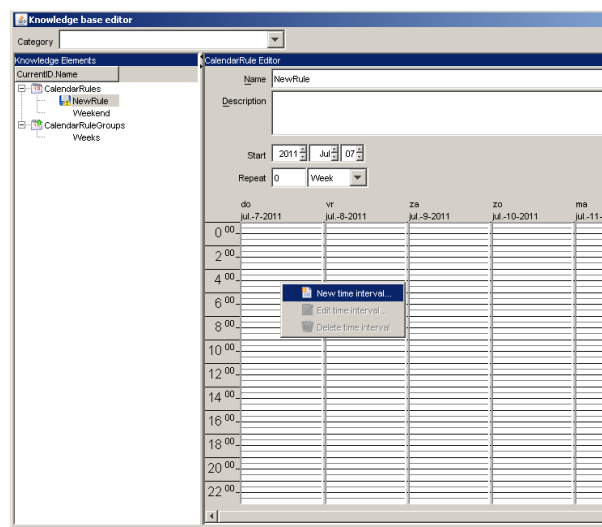 Knowledge base editor
Category
Knowledge Elements
CurrentID.Name
CalendarRules
NewRule
Weekend
CalendarRuleGroups
Weeks
CalendarRule Editor
Name NewRule
Description
Start 2011 Jul 07
Repeat 0 Week
do vr za zo ma
jul.-7-2011 jul.-8-2011 jul.-9-2011 jul.-10-2011 jul.-11-
0 00
2 00
4 00
New time interval...
6 00
Edit time interval...
8 00
Delete time interval
10 00
12 00
14 00
16 00
18 00
20 00
22 00